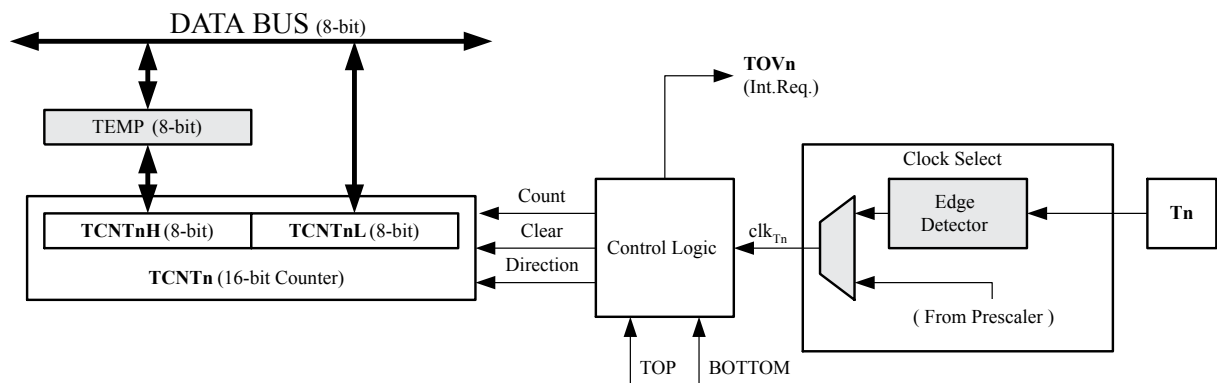 DATA BUS (8-bit)
TOVn
(Int.Req.)
TEMP (8-bit)
Clock Select
Count
Edge
Detector
Tn
TCNTnH (8-bit)
TCNTnL (8-bit)
Clear
Control Logic
clkTn
TCNTn (16-bit Counter)
Direction
( From Prescaler )
TOP
BOTTOM